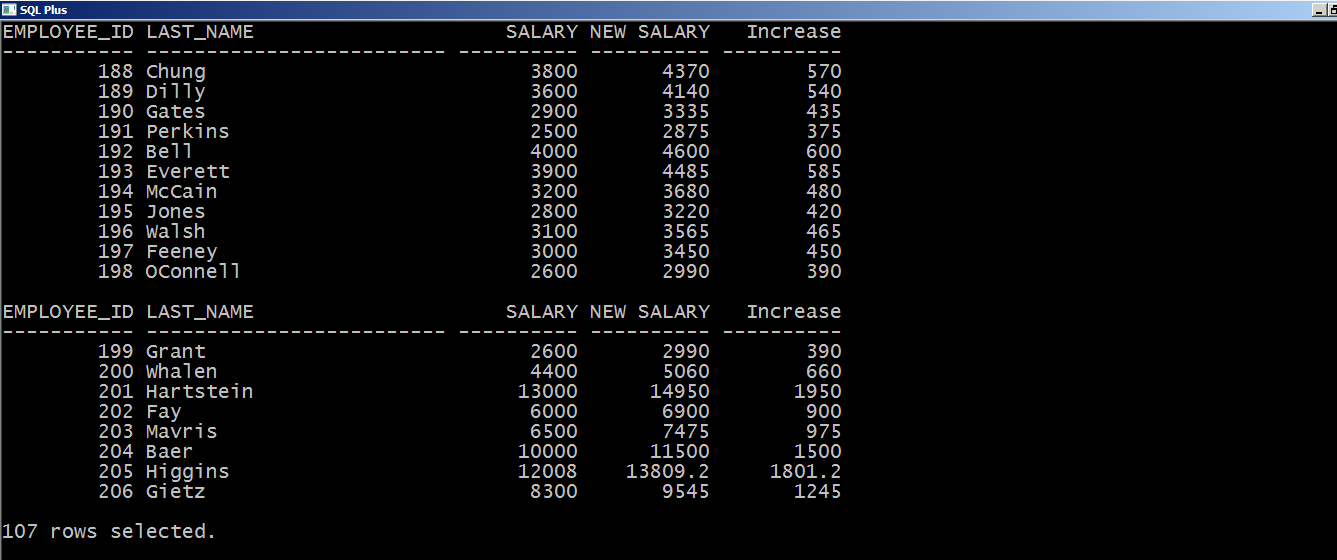 SQL Plus
EMPLOYEE_ID LAST_NAME                     SALARY NEW SALARY   Increase
----------- ------------------------- ---------- ---------- ----------
        188 Chung                           3800       4370        570
        189 Dilly                           3600       4140        540
        190 Gates                           2900       3335        435
        191 Perkins                         2500       2875        375
        192 Bell                            4000       4600        600
        193 Everett                         3900       4485        585
        194 McCain                          3200       3680        480
        195 Jones                           2800       3220        420
        196 Walsh                           3100       3565        465
        197 Feeney                          3000       3450        450
        198 OConnell                        2600       2990        390
EMPLOYEE_ID LAST_NAME                     SALARY NEW SALARY   Increase
----------- ------------------------- ---------- ---------- ----------
        199 Grant                           2600       2990        390
        200 Whalen                          4400       5060        660
        201 Hartstein                      13000      14950       1950
        202 Fay                             6000       6900        900
        203 Mavris                          6500       7475        975
        204 Baer                           10000      11500       1500
        205 Higgins                        12008    13809.2     1801.2
        206 Gietz                           8300       9545       1245
107 rows selected.